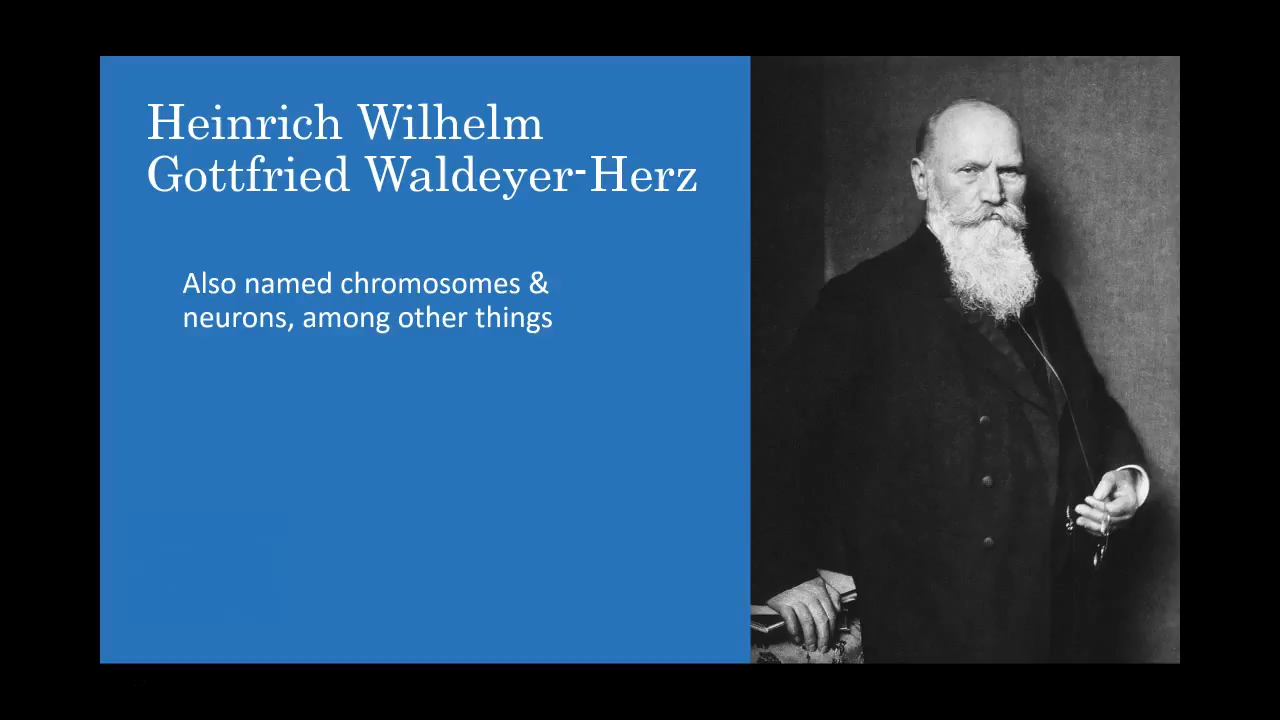 Heinrich Wilhelm
Gottfried Waldeyer-Herz
Also named chromosomes &
neurons, among other things